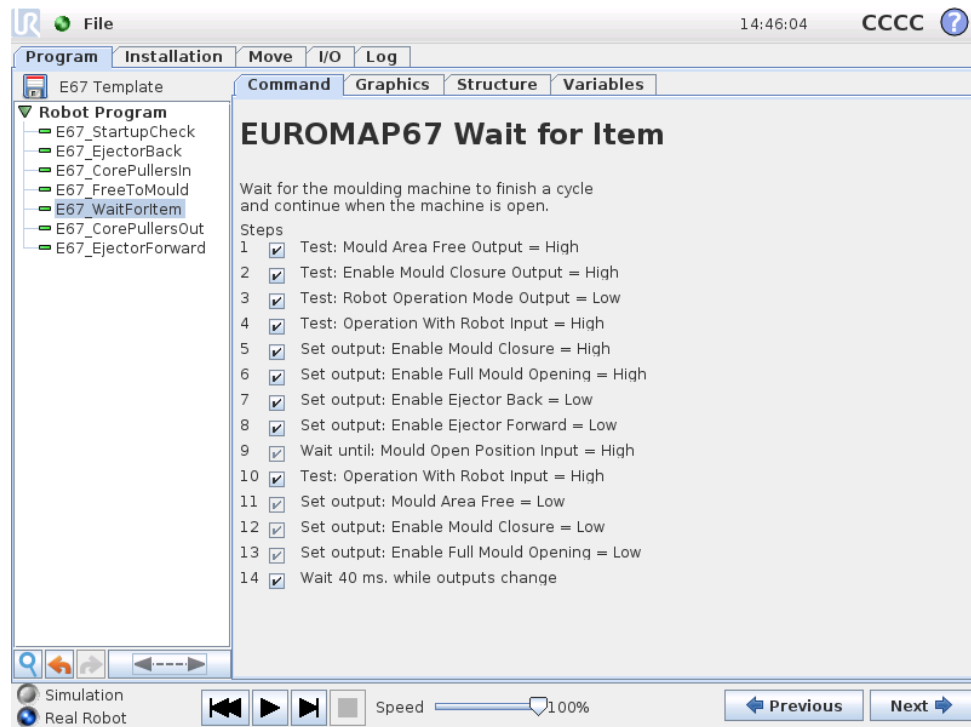 UR File 14:46:04 CCCC ?
Program Installation Move I/O Log
E67 Template Command Graphics Structure Variables
Robot Program
E67_StartupCheck
E67_EjectorBack
E67_CorePullersIn
E67_FreeToMould
E67_WaitForItem
E67_CorePullersOut
E67_EjectorForward
EUROMAP67 Wait for Item
Wait for the moulding machine to finish a cycle
and continue when the machine is open.
Steps
1 Test: Mould Area Free Output = High
2 Test: Enable Mould Closure Output = High
3 Test: Robot Operation Mode Output = Low
4 Test: Operation With Robot Input = High
5 Set output: Enable Mould Closure = High
6 Set output: Enable Full Mould Opening = High
7 Set output: Enable Ejector Back = Low
8 Set output: Enable Ejector Forward = Low
9 Wait until: Mould Open Position Input = High
10 Test: Operation With Robot Input = High
11 Set output: Mould Area Free = Low
12 Set output: Enable Mould Closure = Low
13 Set output: Enable Full Mould Opening = Low
14 Wait 40 ms. while outputs change
Simulation
Real Robot
Speed 100%
Previous Next